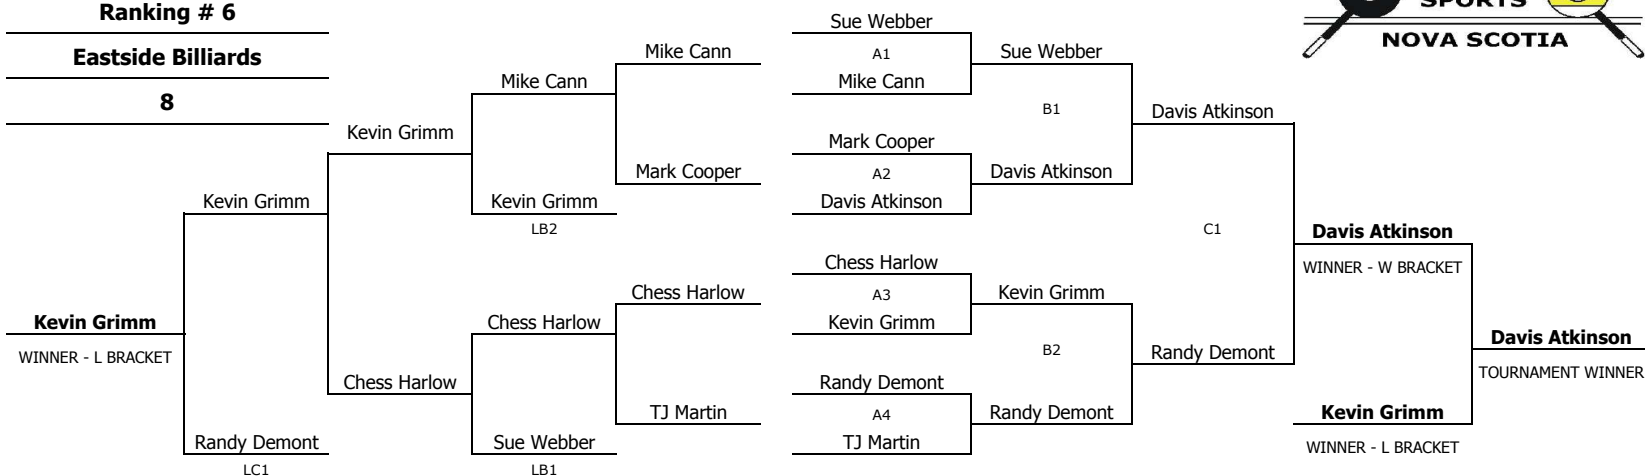 Ranking # 6
Eastside Billiards
8
SPORTS
NOVA SCOTIA
Sue Webber
A1
Mike Cann
Mark Cooper
A2
Davis Atkinson
Chess Harlow
A3
Kevin Grimm
Randy Demont
A4
TJ Martin
Sue Webber
B1
Davis Atkinson
Kevin Grimm
B2
Randy Demont
Davis Atkinson
C1
Randy Demont
Davis Atkinson
WINNER - W BRACKET
Kevin Grimm
WINNER - L BRACKET
Davis Atkinson
TOURNAMENT WINNER
Mike Cann
Mark Cooper
Chess Harlow
TJ Martin
Mike Cann
Kevin Grimm
LB2
Chess Harlow
Sue Webber
LB1
Kevin Grimm
Chess Harlow
Kevin Grimm
Randy Demont
LC1
Kevin Grimm
WINNER - L BRACKET